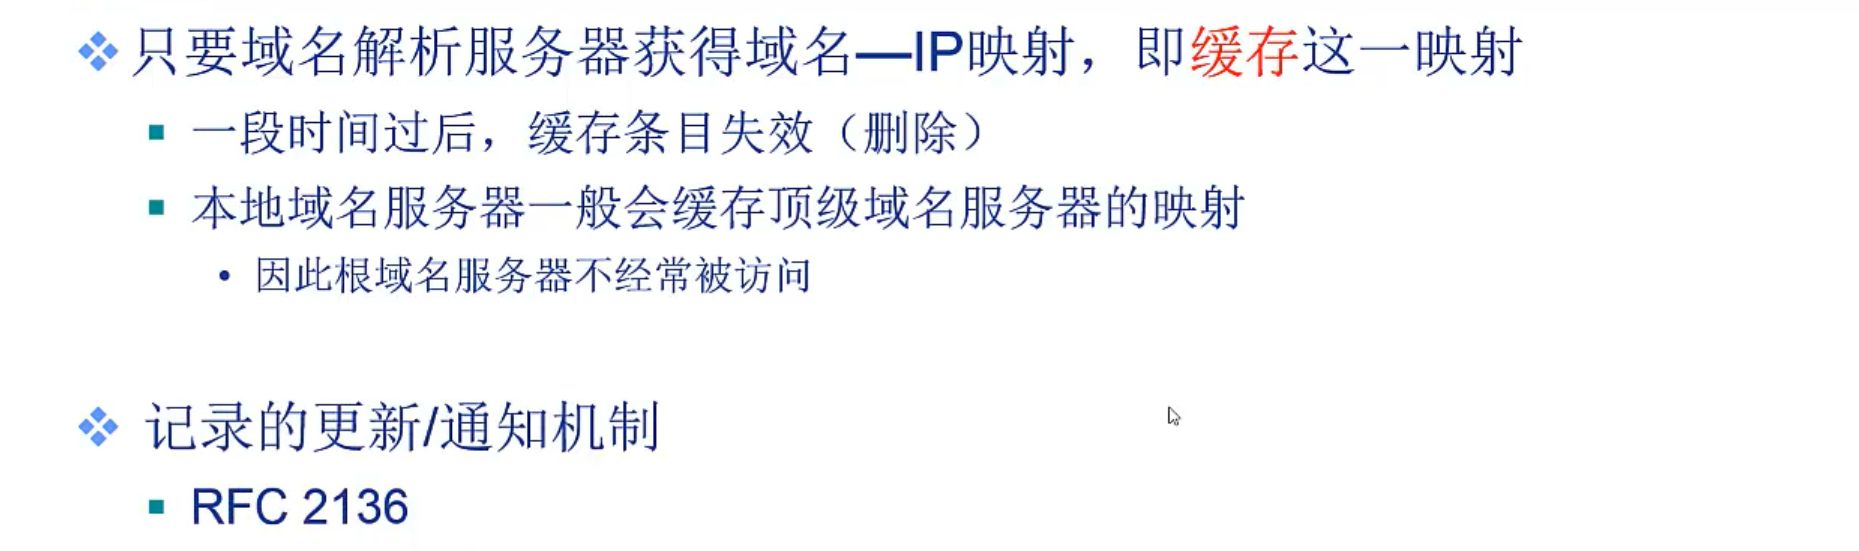 只要域名解析服务器获得域名—IP映射，即缓存这一映射
一段时间过后，缓存条目失效（删除）
本地域名服务器一般会缓存顶级域名服务器的映射
因此根域名服务器不经常被访问
记录的更新/通知机制
RFC 2136